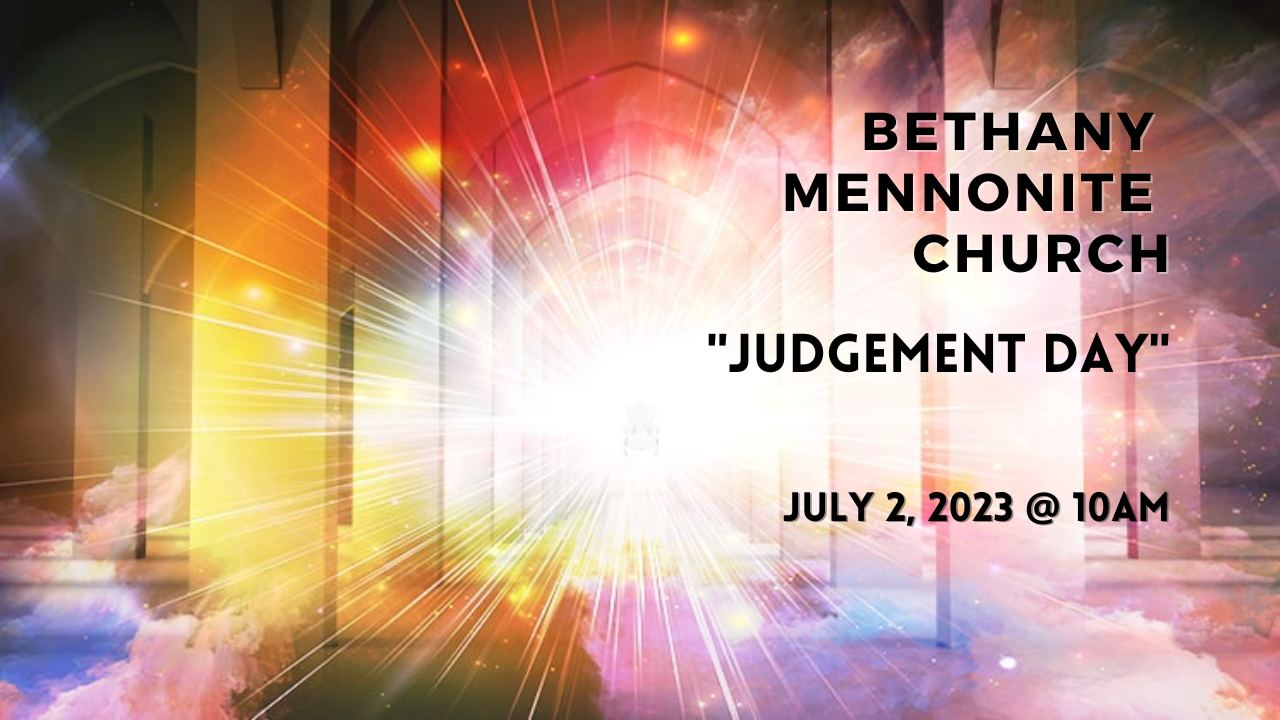 BETHANY
MENNONITE
CHURCH
"JUDGEMENT DAY"
JULY 2, 2023 @ 10AM